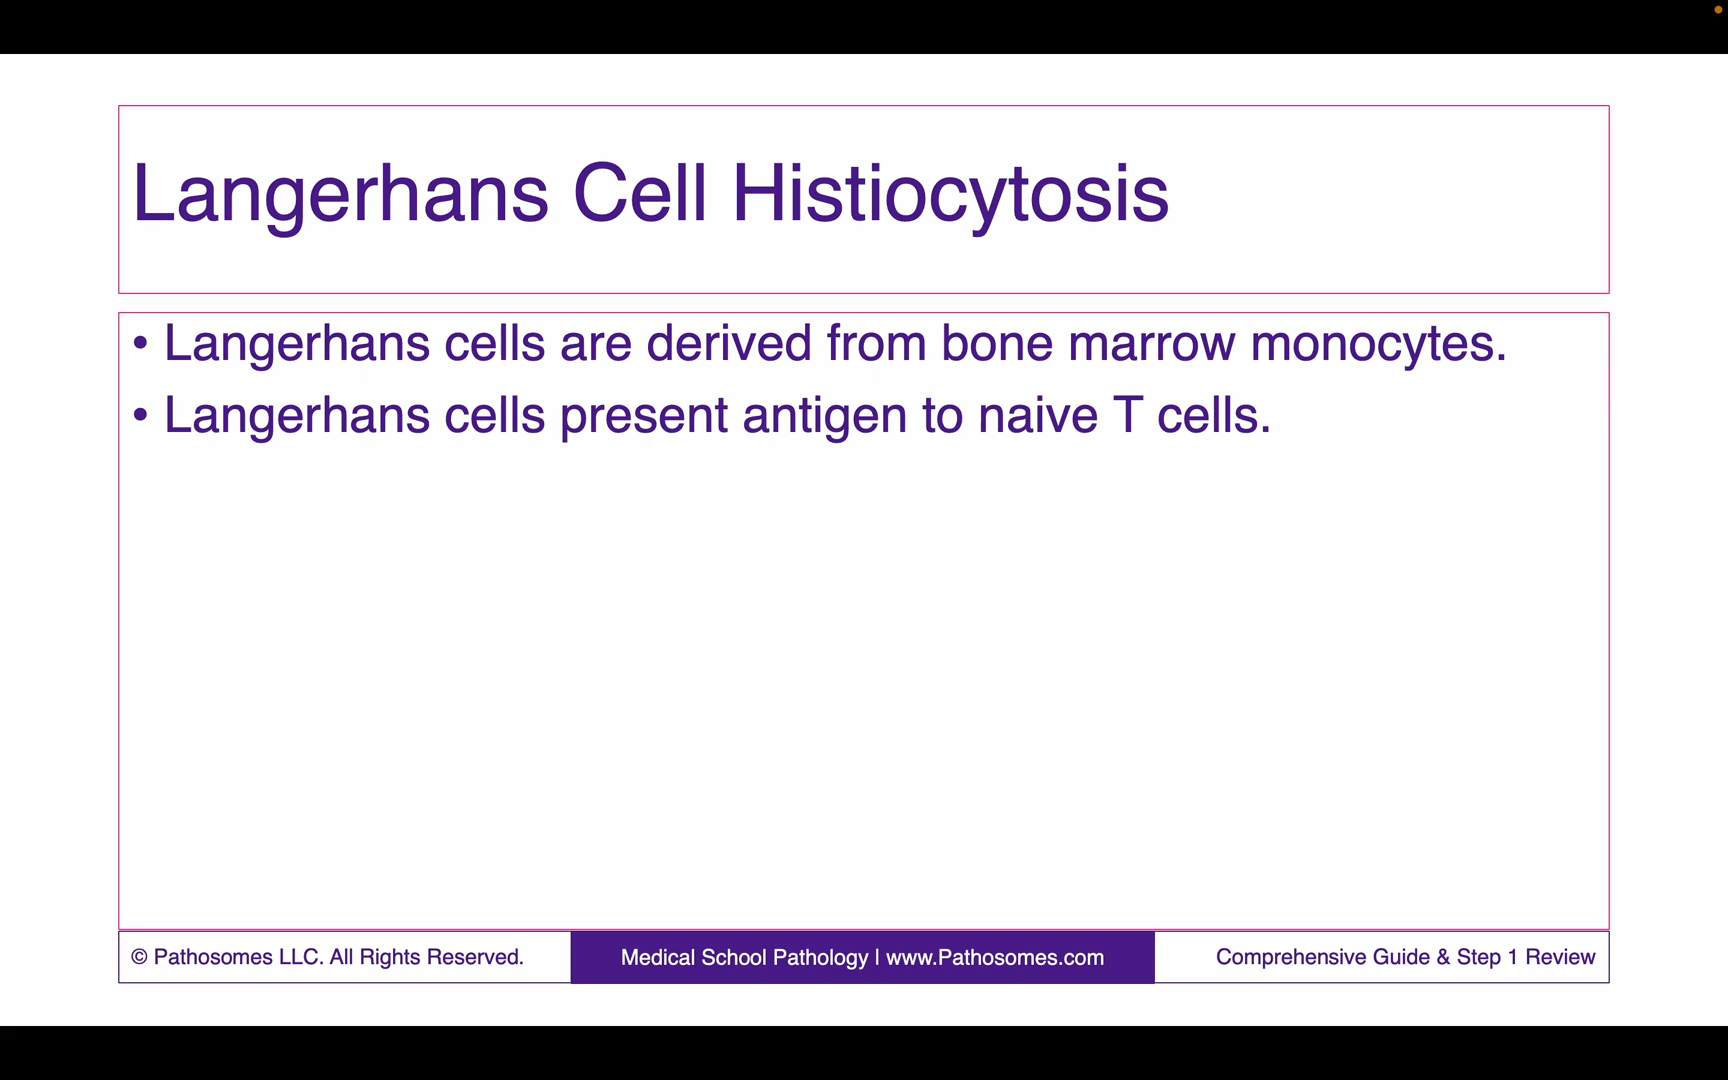 Langerhans Cell Histiocytosis
• Langerhans cells are derived from bone marrow monocytes.
• Langerhans cells present antigen to naive T cells.
© Pathosomes LLC. All Rights Reserved.
Medical School Pathology | www.Pathosomes.com
Comprehensive Guide & Step 1 Review